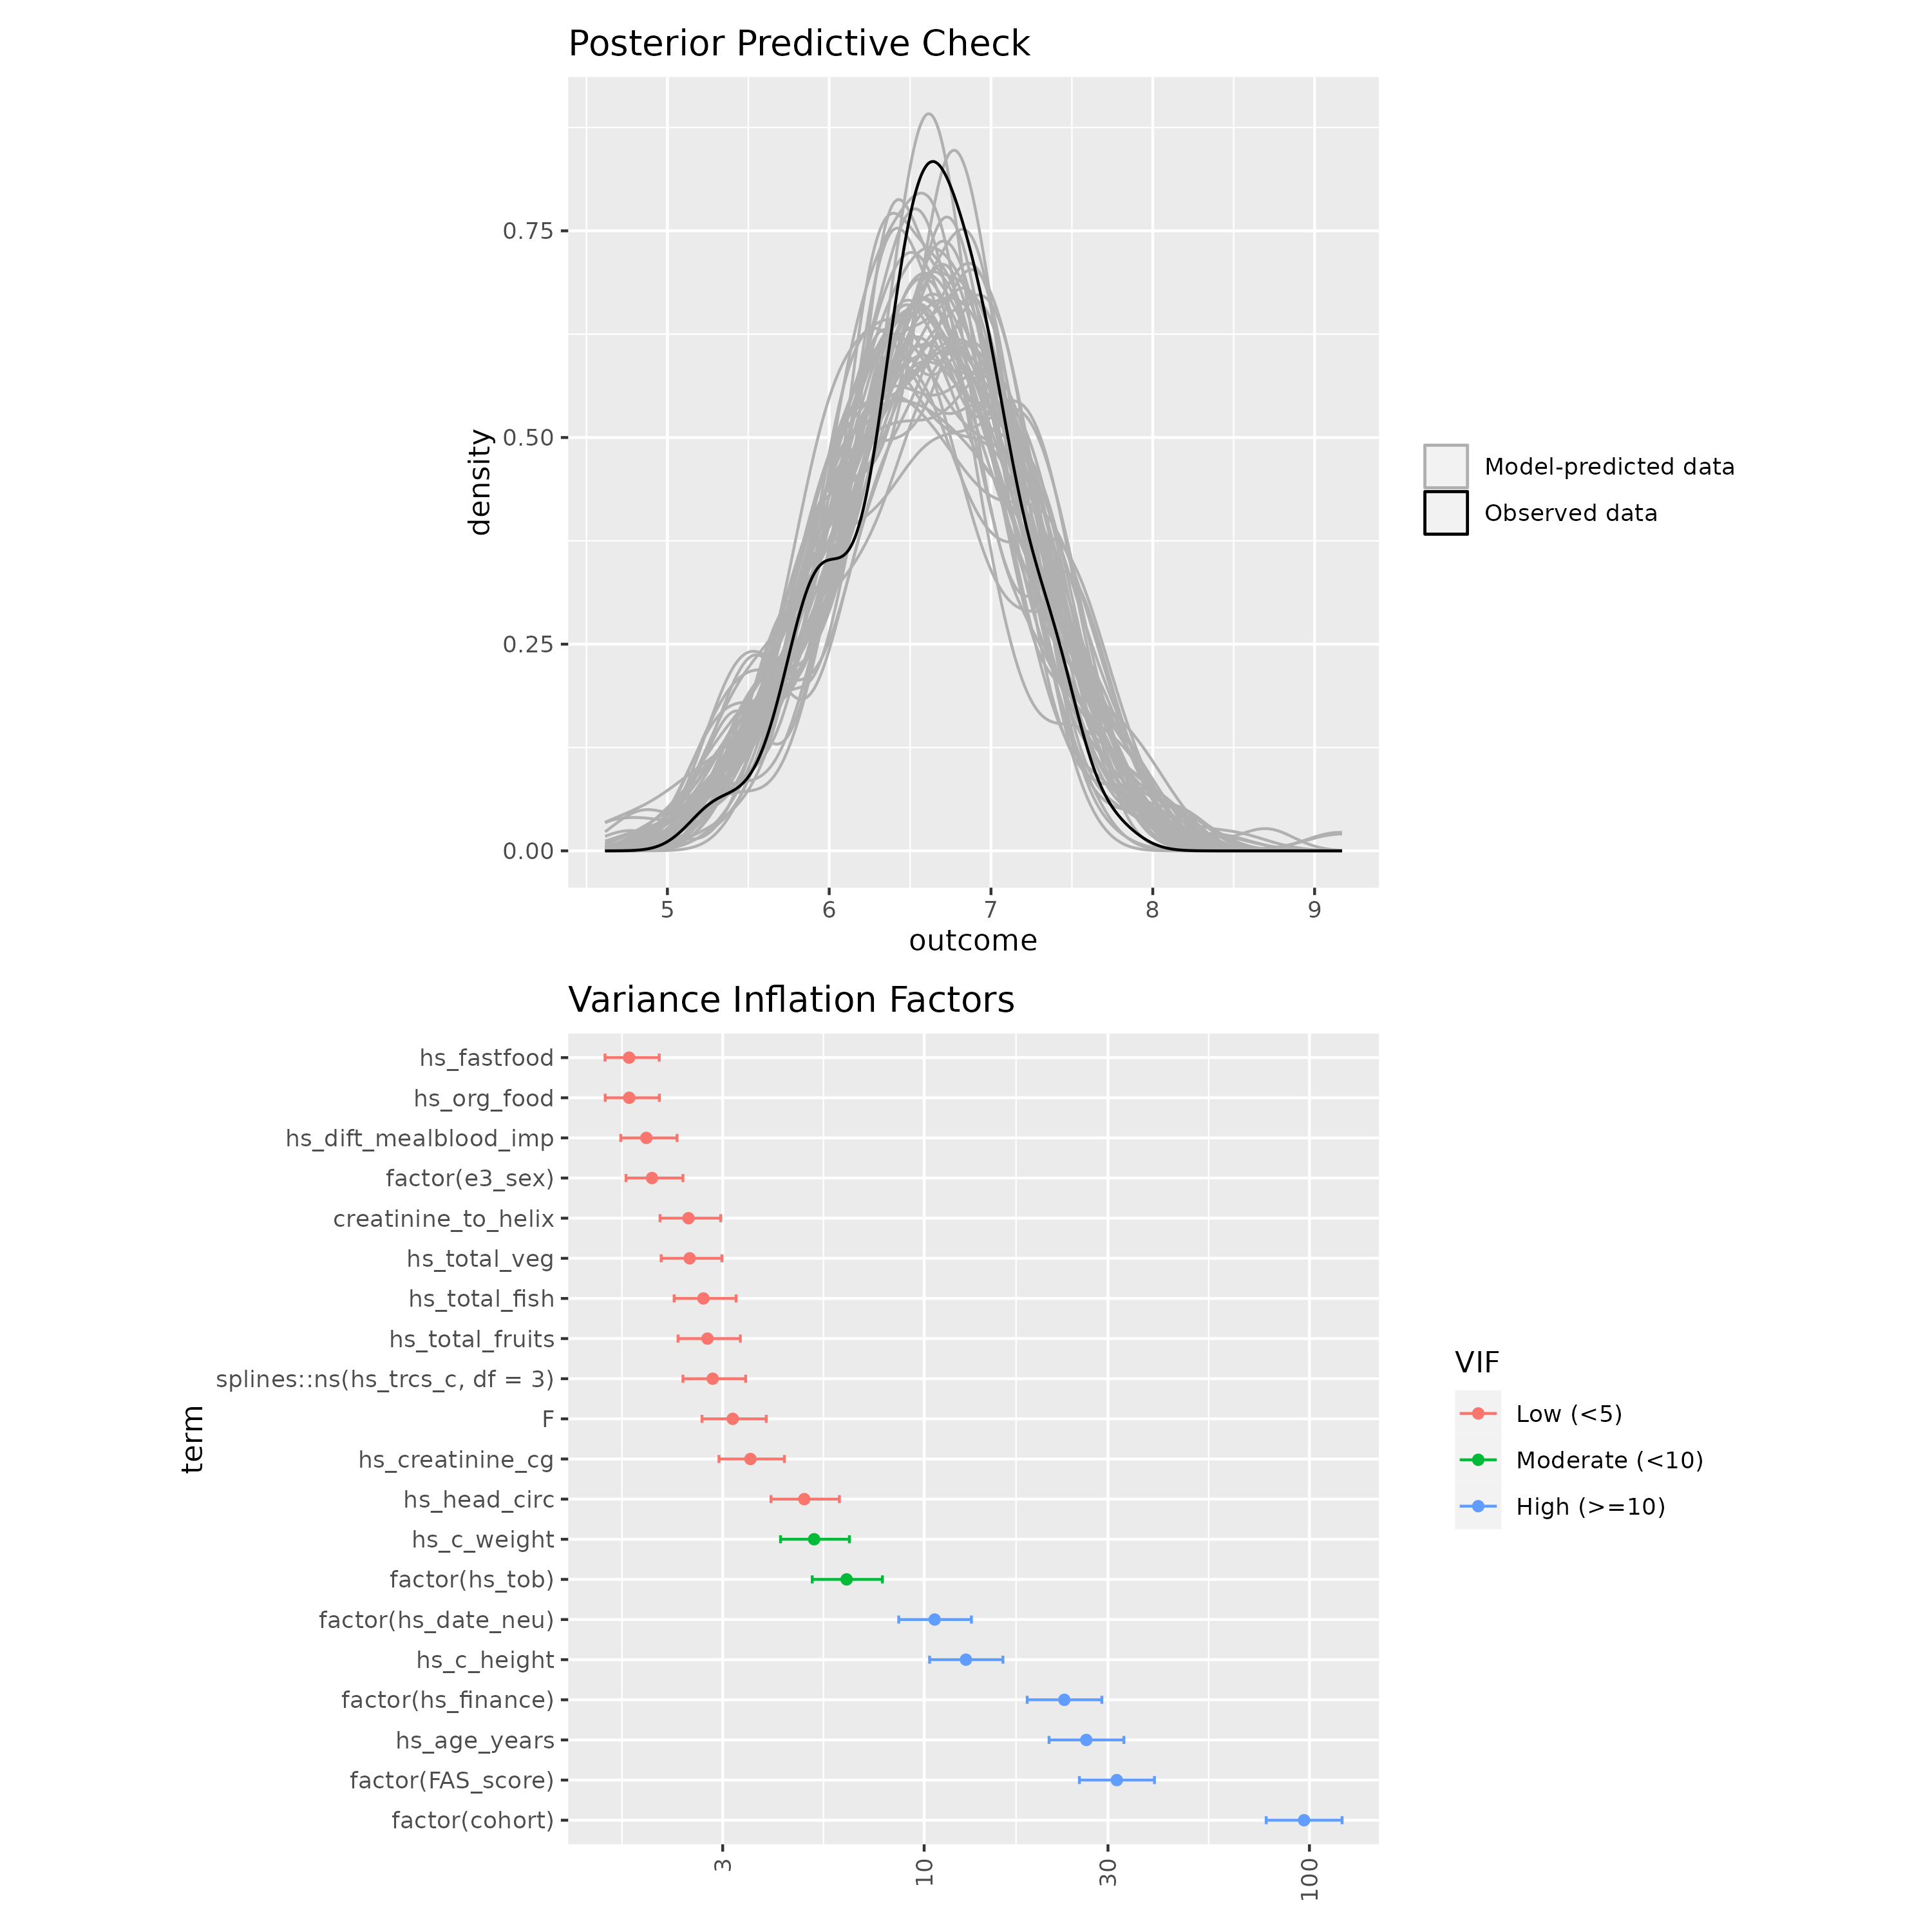 Posterior Predictive Check
0.75
0.50
0.25
0.00
density
5 6 7 8 9
outcome
Model-predicted data
Observed data
Variance Inflation Factors
hs_fastfood
hs_org_food
hs_dift_mealblood_imp
factor(e3_sex)
creatinine_to_helix
hs_total_veg
hs_total_fish
hs_total_fruits
splines::ns(hs_trcs_c, df = 3)
F
hs_creatinine_cg
hs_head_circ
hs_c_weight
factor(hs_tob)
factor(hs_date_neu)
hs_c_height
factor(hs_finance)
hs_age_years
factor(FAS_score)
factor(cohort)
term
3 10 30 100
VIF
Low (<5)
Moderate (<10)
High (>=10)